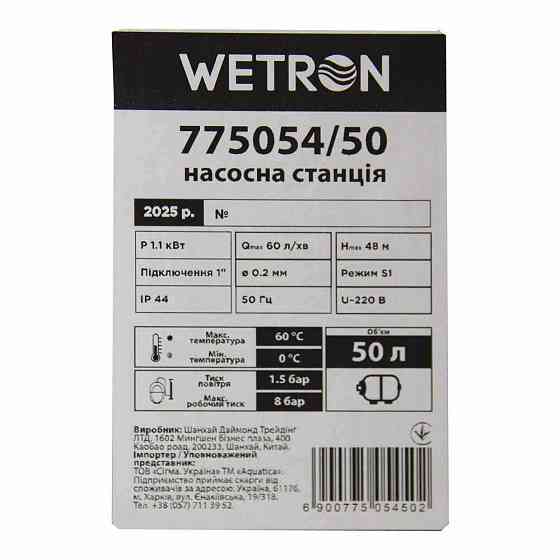 WETRON
775054/50
насосна станція
2025 р. №
P 1.1 кВт Qmax 60 л/хв Hmax 48 м
Підключення 1" ø 0.2 мм Режим S1
IP 44 50 Гц U~220 В
Макс. температура 60 °C
Мін. температура 0 °C
Об'єм
50 л
Тиск повітря 1.5 бар
Макс. робочий тиск 8 бар
Виробник: Шанхай Даймонд Трейдінг
ЛТД, 1602 Мингшен бізнес плаза, 400
Каобао роад, 200233, Шанхай, Китай.
Імпортер / Уповноважений
представник:
ТОВ «Сігма. Україна» ТМ «Aquatica»:
Підприємство приймає скарги від
споживачів за адресою: Україна, 61176,
м. Харків, вул. Єнакіївська, 19/318.
Тел. +38 (057) 711 39 52.
6 900775 054502